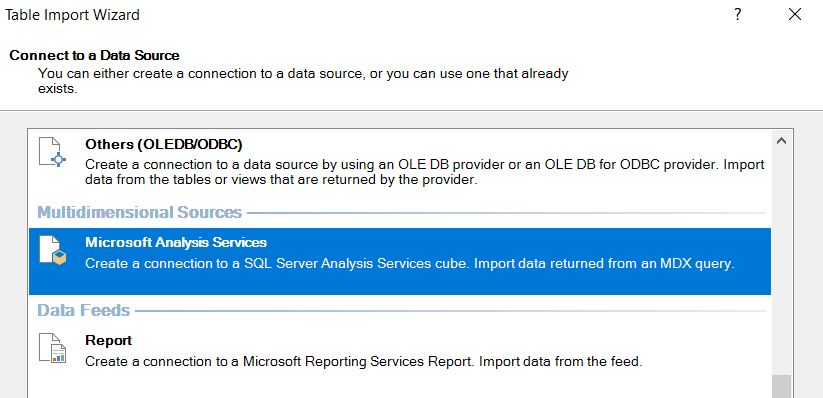 Table Import Wizard
?
Connect to a Data Source
You can either create a connection to a data source, or you can use one that already
exists.
Others (OLEDB/ODBC)
Create a connection to a data source by using an OLE DB provider or an OLE DB for ODBC provider. Import
data from the tables or views that are returned by the provider.
Multidimensional Sources
Microsoft Analysis Services
Create a connection to a SQL Server Analysis Services cube. Import data returned from an MDX query.
Data Feeds
Report
Create a connection to a Microsoft Reporting Services Report. Import data from the feed.